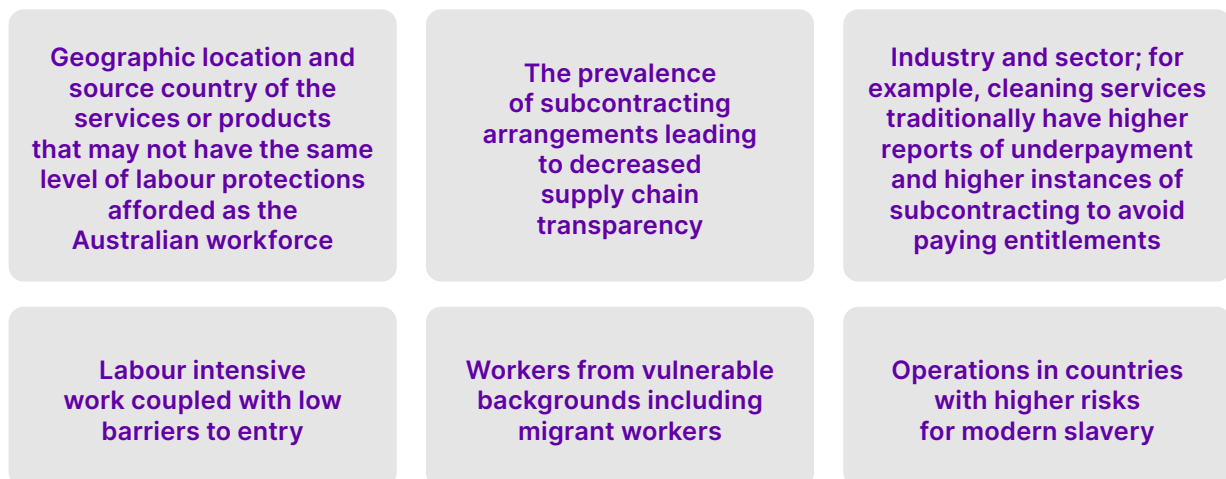 Geographic location and
source country of the
services or products
that may not have the same
level of labour protections
afforded as the
Australian workforce
The prevalence
of subcontracting
arrangements leading
to decreased
supply chain
transparency
Industry and sector; for
example, cleaning services
traditionally have higher
reports of underpayment
and higher instances of
subcontracting to avoid
paying entitlements
Labour intensive
work coupled with low
barriers to entry
Workers from vulnerable
backgrounds including
migrant workers
Operations in countries
with higher risks
for modern slavery